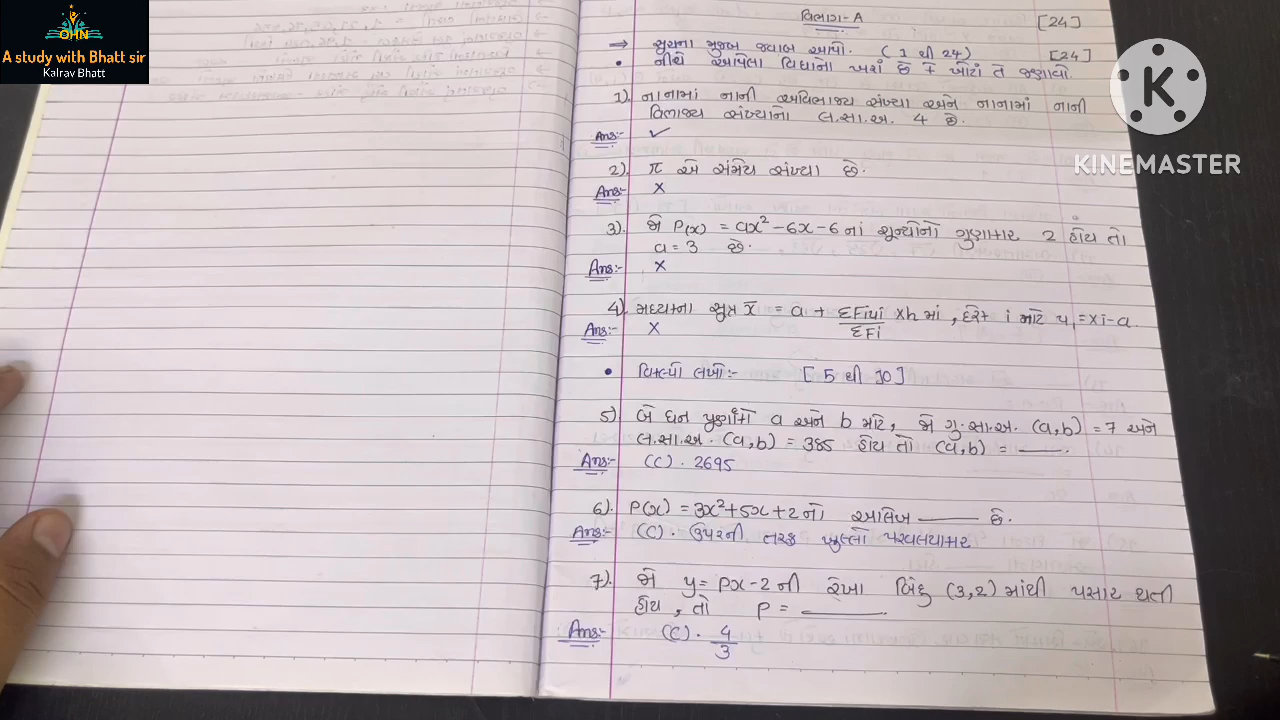 OHN
A study with Bhatt sir
Kalrav Bhatt
K
KINEMASTER
વિભાગ-A [24]
⇒ સુચના મુજબ જવાબ આપો. (1 થી 24) [24]
• નીચે આપેલા વિધાનો ખરાં છે કે ખોટાં તે જણાવો.
1). નાનામાં નાની અવિભાજ્ય સંખ્યા અને નાનામાં નાની
વિભાજ્ય સંખ્યાનો લ.સા.અ. 4 છે.
Ans:- ✓
2). π એ સંમેય સંખ્યા છે.
Ans:- ×
3). જો P(x) = ax² -6x-6 નાં શૂન્યોનો ગુણાકાર 2 હોય તો
a = 3 છે.
Ans:- ×
4). મધ્યકના સુત્ર x̄ = a + ΣFiui/ΣFi ×h માં, દરેક i માટે ui = xi-a.
Ans:- ×
• વિકલ્પો લખો:- [5 થી 10]
5). બે ધન પુર્ણાંકો a અને b માટે, જો ગુ.સા.અ. (a,b) = 7 અને
લ.સા.અ. (a,b) = 385 હોય તો (a,b) = ____.
Ans:- (C). 2695
6). P(x) = 3x²+5x+2 નો આલેખ ____ છે.
Ans:- (C). ઉપરની તરફ ખુલ્લો પરવલયાકાર
7). જો y = Px-2 ની રેખા બિંદુ (3,2) માંથી પસાર થતી
હોય, તો P = ____.
Ans:- (C). 4/3